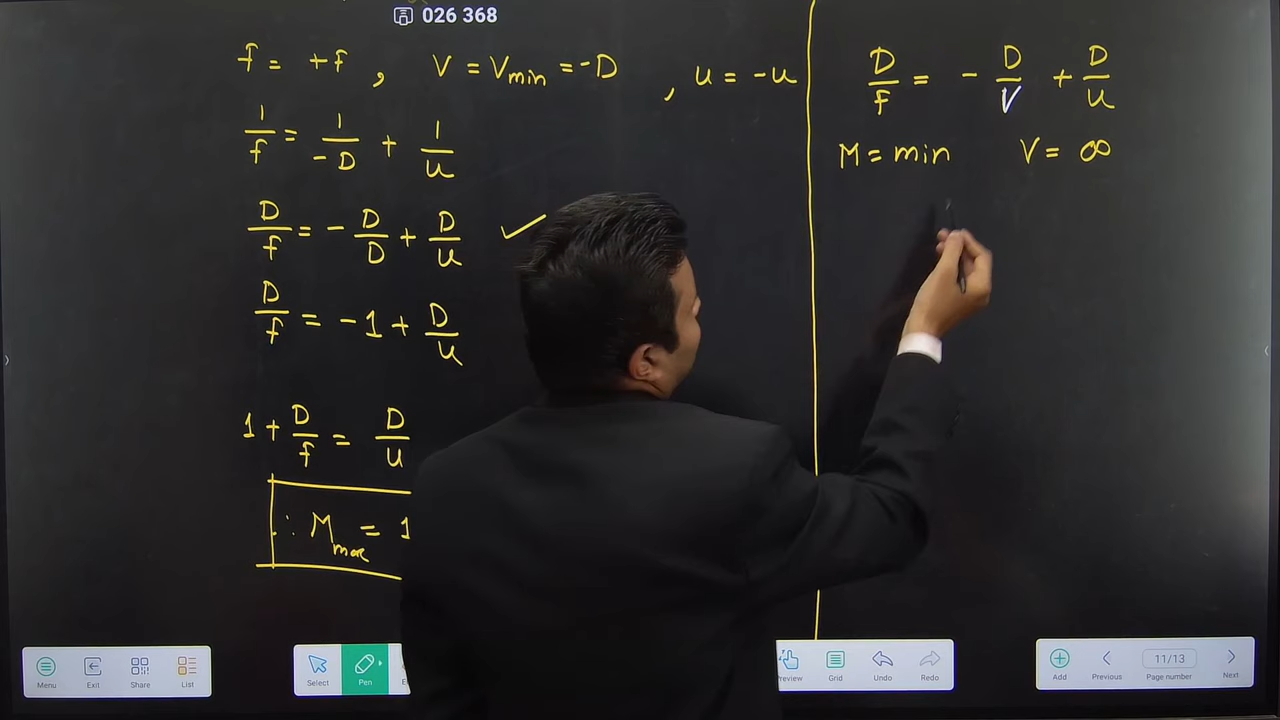 026 368
f = +f , V = Vmin = -D , u = -u
1/f = 1/-D + 1/u
D/f = - D/D + D/u ✓
D/f = -1 + D/u
1 + D/f = D/u
∴ Mmax = 1
D/f = - D/V + D/u
M = min V = ∞
Menu Exit Share List
Select Pen
Grid Undo Redo
Add Previous 11/13 Page number Next